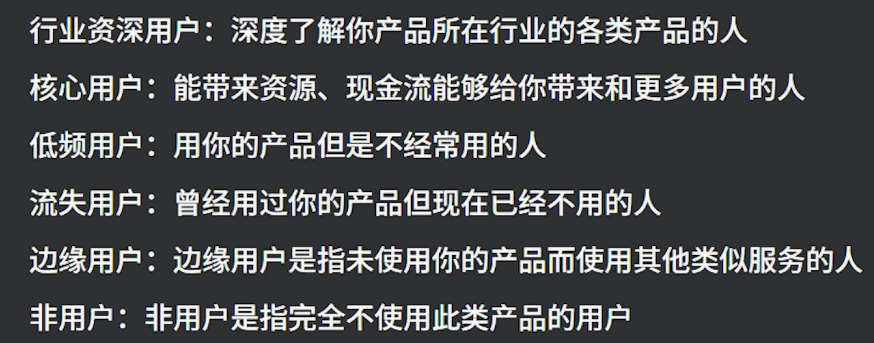 行业资深用户：深度了解你产品所在行业的各类产品的人
核心用户：能带来资源、现金流能够给你带来和更多用户的人
低频用户：用你的产品但是不经常用的人
流失用户：曾经用过你的产品但现在已经不用的人
边缘用户：边缘用户是指未使用你的产品而使用其他类似服务的人
非用户：非用户是指完全不使用此类产品的用户